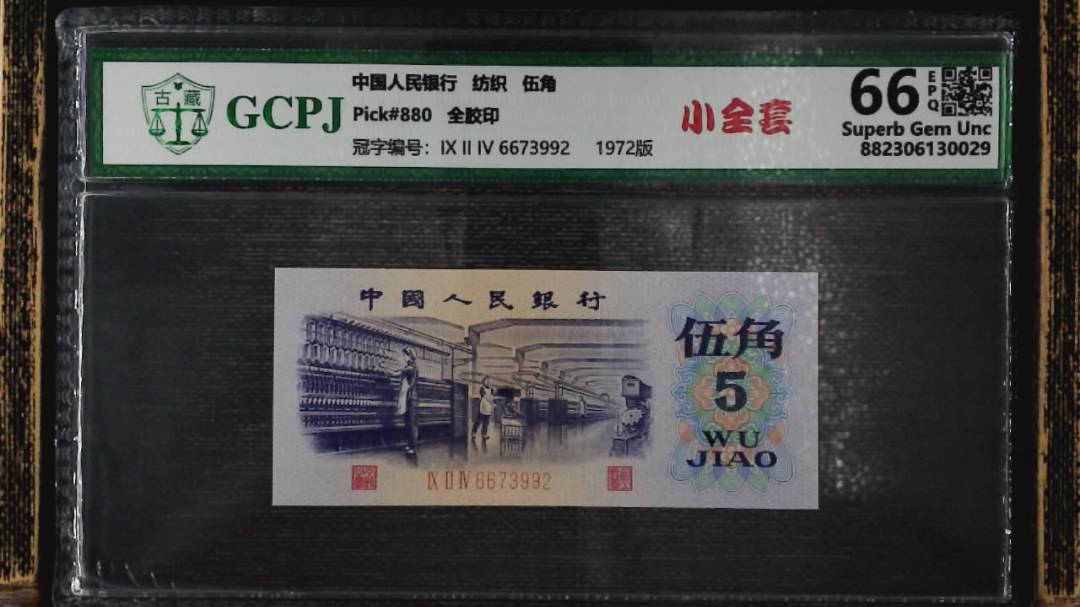 古藏
GCPJ
中国人民银行 纺织 伍角
Pick#880 全胶印
冠字编号: IX II IV 6673992 1972版
小全套
66 EPQ
Superb Gem Unc
882306130029
中國人民銀行
伍角
5
WU
JIAO
IX II IV 6673992